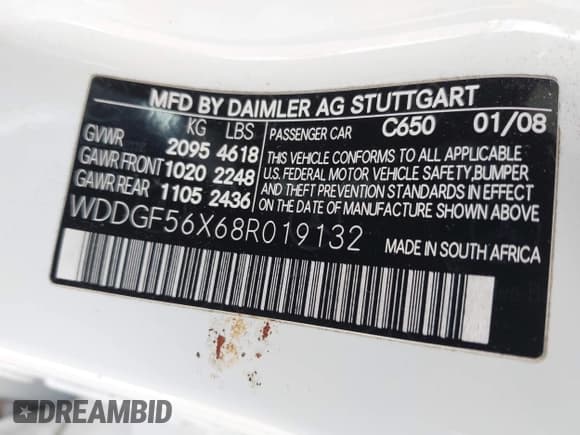 MFD BY DAIMLER AG STUTTGART
KG LBS
GVWR 2095 4618
GAWR FRONT 1020 2248
GAWR REAR 1105 2436
PASSENGER CAR C650 01/08
THIS VEHICLE CONFORMS TO ALL APPLICABLE
U.S. FEDERAL MOTOR VEHICLE SAFETY,BUMPER
AND THEFT PREVENTION STANDARDS IN EFFECT
ON THE DATE OF MANUFACTURE SHOWN ABOVE.
WDDGF56X68R019132
MADE IN SOUTH AFRICA
DREAMBID